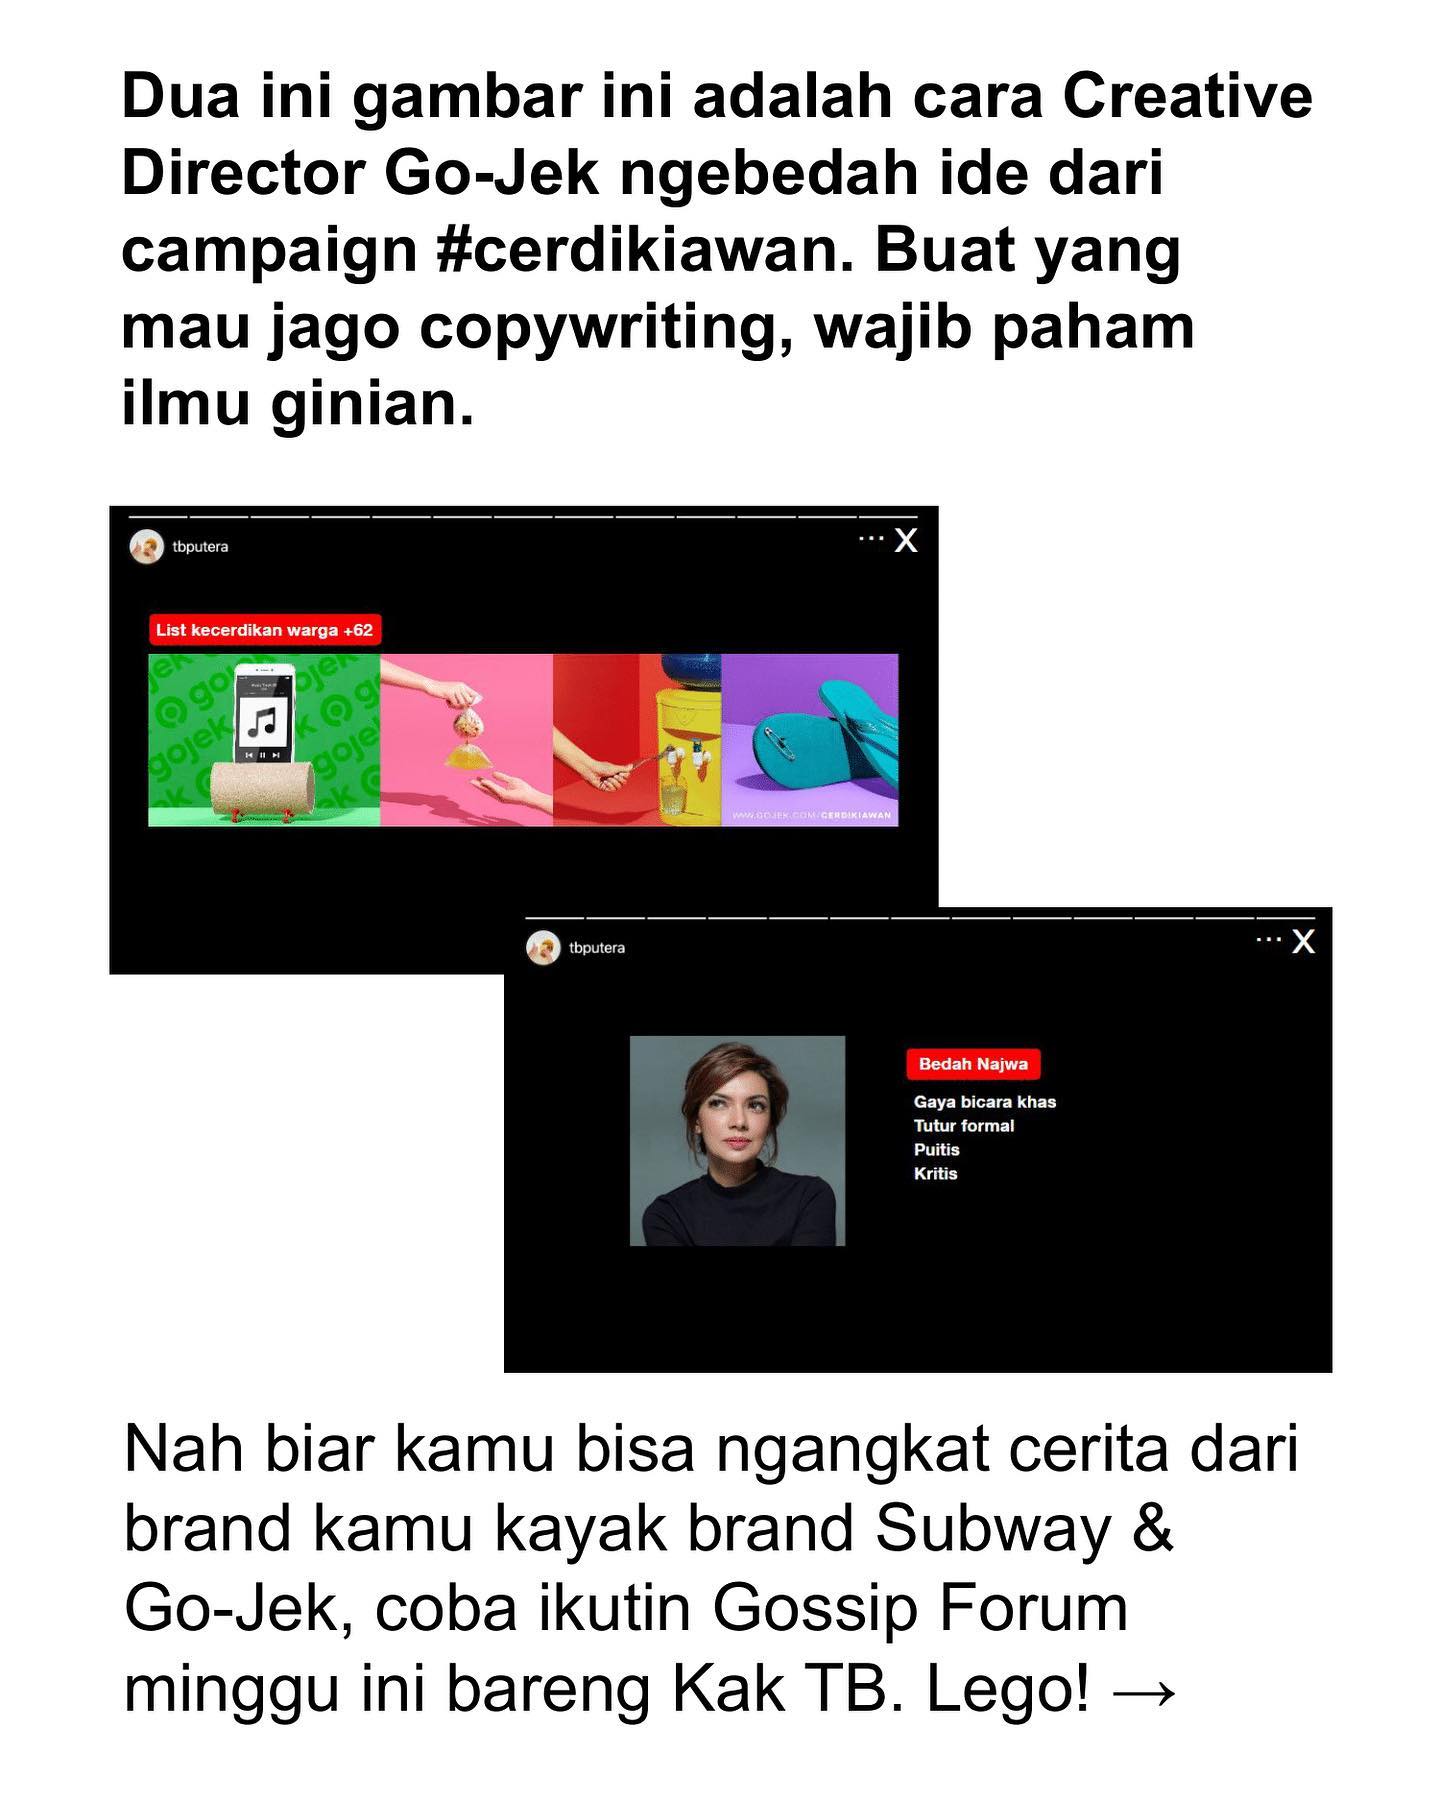 Dua ini gambar ini adalah cara Creative
Director Go-Jek ngebedah ide dari
campaign #cerdikiawan. Buat yang
mau jago copywriting, wajib paham
ilmu ginian.
tbputera
... X
List kecerdikan warga +62
gojek
WWW.GOJEK.COM/CERDIKIAWAN
tbputera
... X
Bedah Najwa
Gaya bicara khas
Tutur formal
Puitis
Kritis
Nah biar kamu bisa ngangkat cerita dari
brand kamu kayak brand Subway &
Go-Jek, coba ikutin Gossip Forum
minggu ini bareng Kak TB. Lego! →